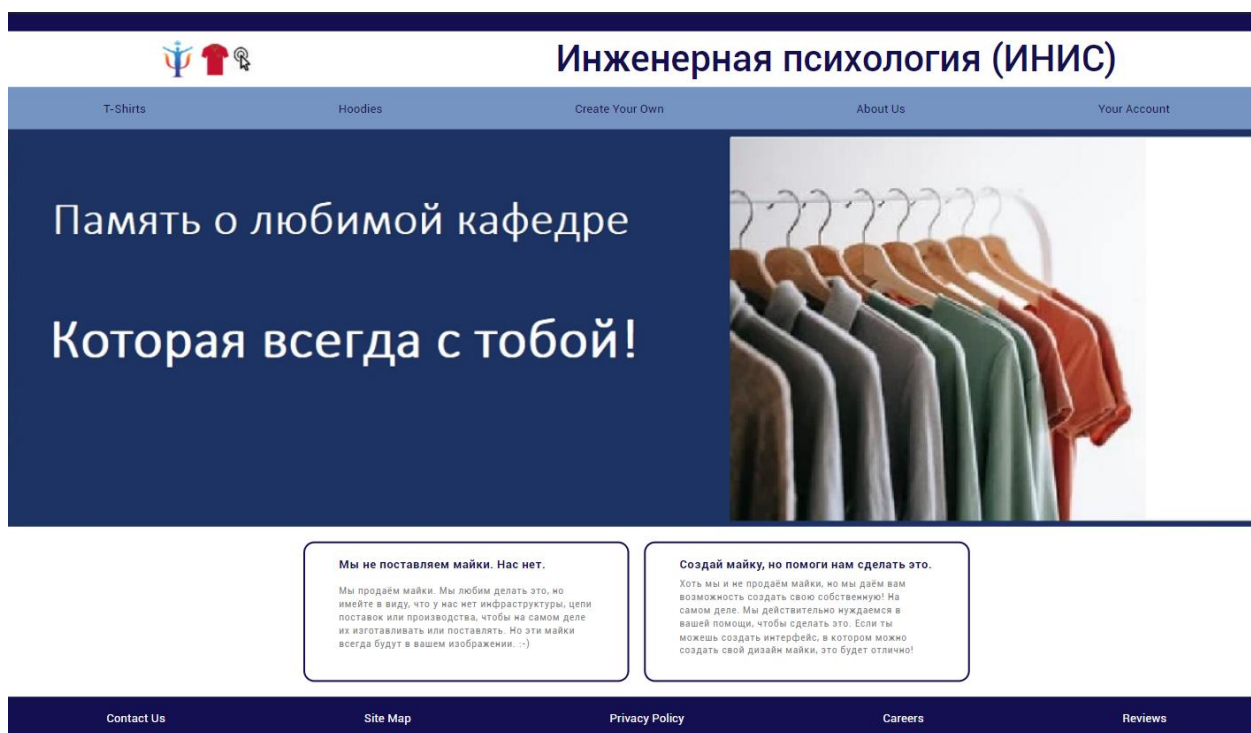 Инженерная психология (ИНИС)
T-Shirts
Hoodies
Create Your Own
About Us
Your Account
Память о любимой кафедре
Которая всегда с тобой!
Мы не поставляем майки. Нас нет.
Мы продаём майки. Мы любим делать это, но
имейте в виду, что у нас нет инфраструктуры, цепи
поставок или производства, чтобы на самом деле
их изготавливать или поставлять. Но эти майки
всегда будут в вашем изображении. :-)
Создай майку, но помоги нам сделать это.
Хоть мы и не продаём майки, но мы даём вам
возможность создать свою собственную! На
самом деле. Мы действительно нуждаемся в
вашей помощи, чтобы сделать это. Если ты
можешь создать интерфейс, в котором можно
создать свой дизайн майки, это будет отлично!
Contact Us
Site Map
Privacy Policy
Careers
Reviews